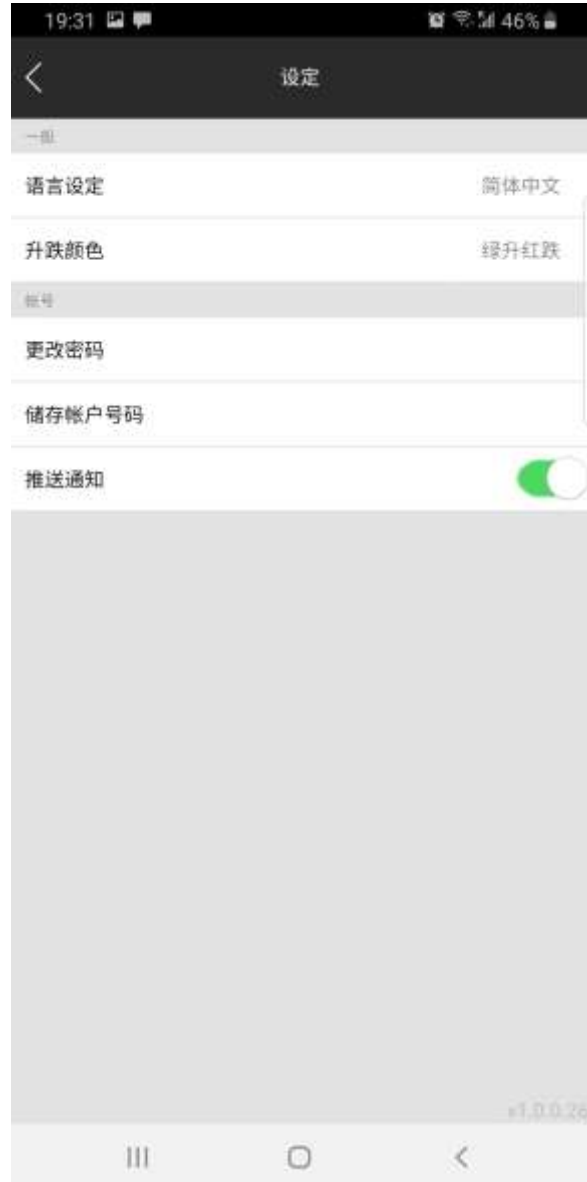 19:31 46%
设定
一般
语言设定 简体中文
升跌颜色 绿升红跌
帐号
更改密码
储存帐户号码
推送通知
v1.0.0.28